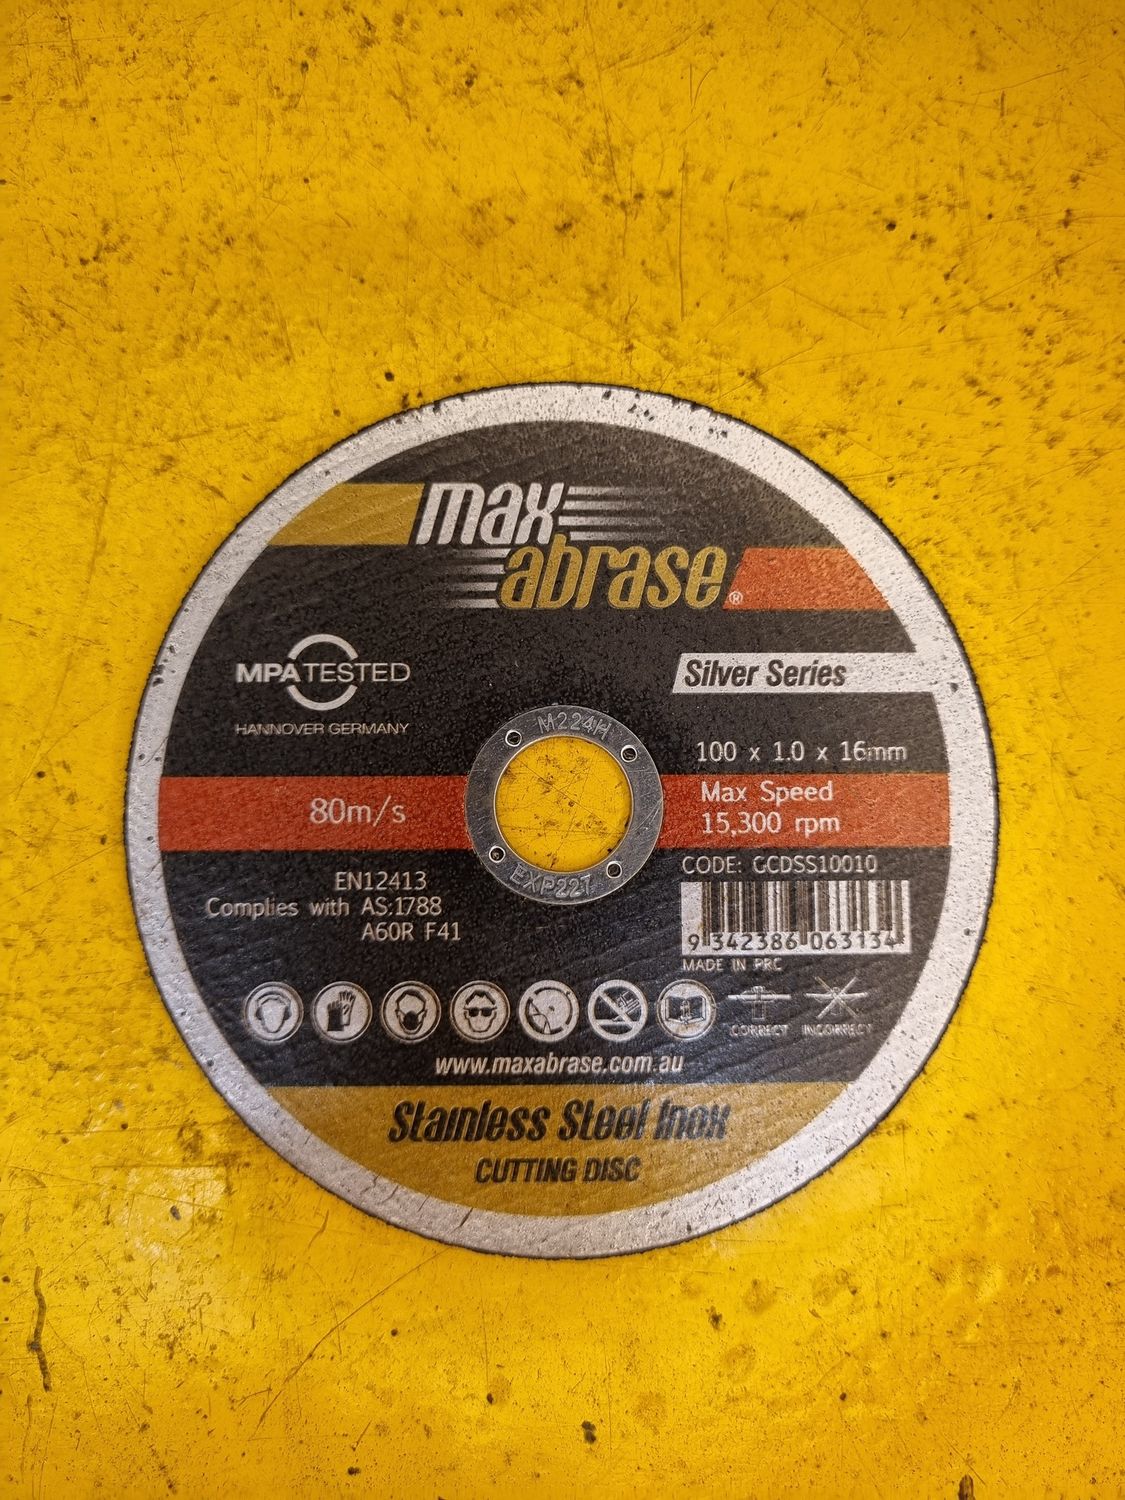 max
abrase®
MPA TESTED
HANNOVER GERMANY
Silver Series
M224H
100 x 1.0 x 16mm
80m/s
Max Speed
15,300 rpm
EXP227
CODE: GCDSS10010
EN12413
Complies with AS:1788
A60R F41
9 342386 063134
MADE IN PRC
CORRECT INCORRECT
www.maxabrase.com.au
Stainless Steel Inox
CUTTING DISC